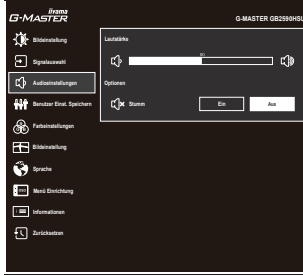 iiyama
G-MASTER
G-MASTER GB2590HSU
Bildeinstellung
Signalauswahl
Audioeinstellungen
Benutzer Einst. Speichern
Farbeinstellungen
Bildeinstellung
Sprache
Menü Einrichtung
Informationen
Zurücksetzen
Lautstärke
50
Optionen
Stumm
Ein
Aus